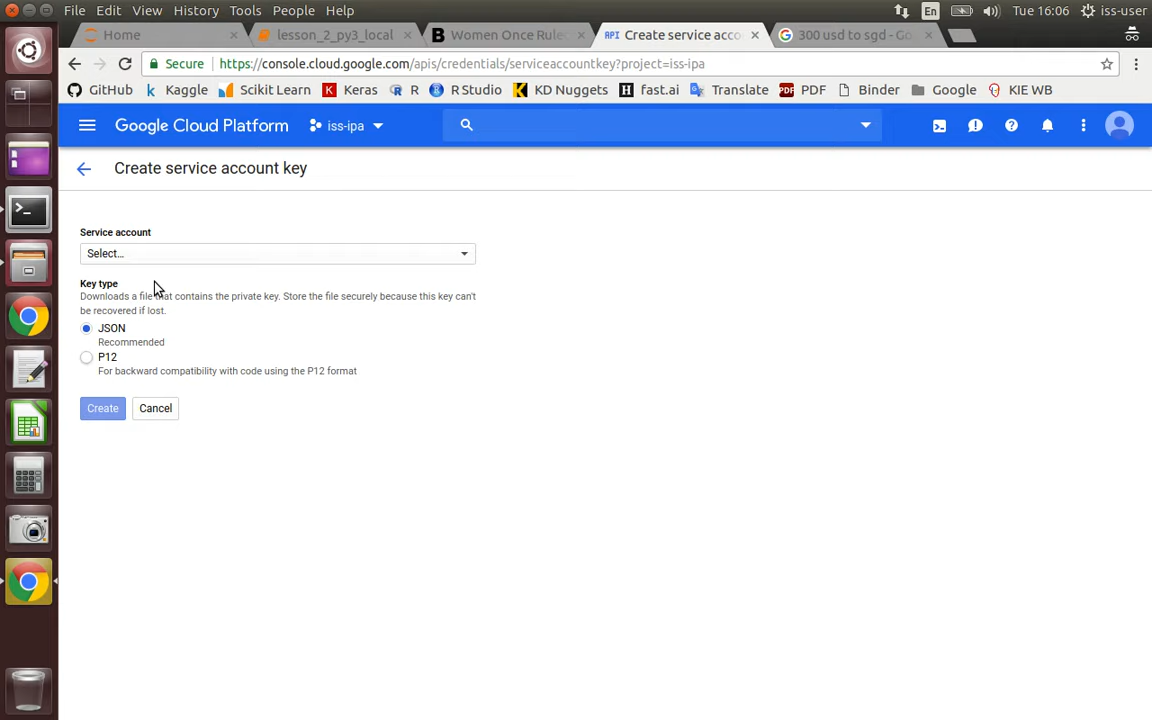 File Edit View History Tools People Help En Tue 16:06 iss-user
Home lesson_2_py3_local Women Once Rule API Create service acco 300 usd to sgd - Go
Secure https://console.cloud.google.com/apis/credentials/serviceaccountkey?project=iss-ipa
GitHub k Kaggle Scikit Learn K Keras R R R RStudio KD Nuggets H fast.ai Translate PDF PDF Binder Google KIE WB
Google Cloud Platform iss-ipa
Create service account key
Service account
Select...
Key type
Downloads a file that contains the private key. Store the file securely because this key can't
be recovered if lost.
JSON
Recommended
P12
For backward compatibility with code using the P12 format
Create Cancel